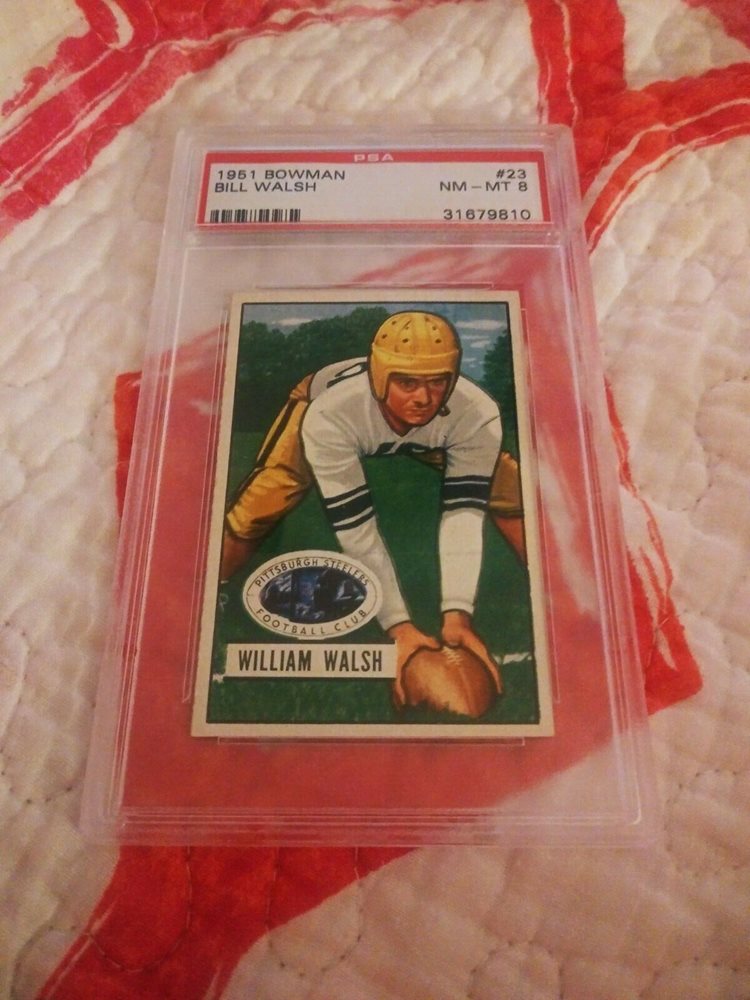 PSA
1951 BOWMAN #23
BILL WALSH NM – MT 8
31679810
PITTSBURGH STEELERS
FOOTBALL CLUB
WILLIAM WALSH